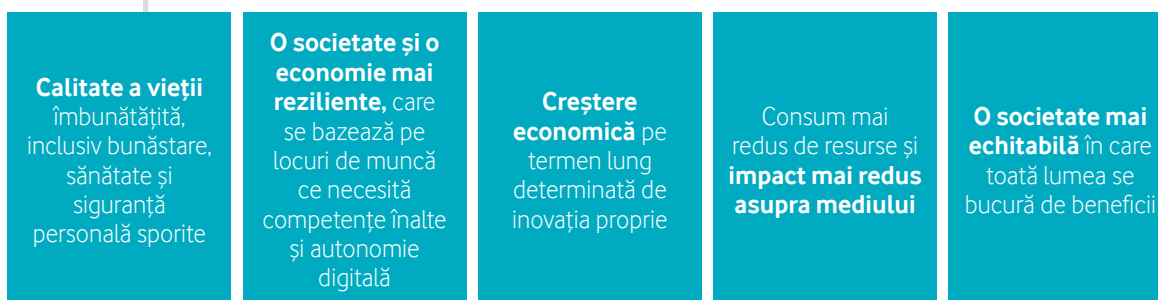 Calitate a vieții
îmbunătățită,
inclusiv bunăstare,
sănătate și
siguranță
personală sporite
O societate și o
economie mai
reziliente, care
se bazează pe
locuri de muncă
ce necesită
competențe înalte
și autonomie
digitală
Creștere
economică pe
termen lung
determinată de
inovația proprie
Consum mai
redus de resurse și
impact mai redus
asupra mediului
O societate mai
echitabilă în care
toată lumea se
bucură de beneficii